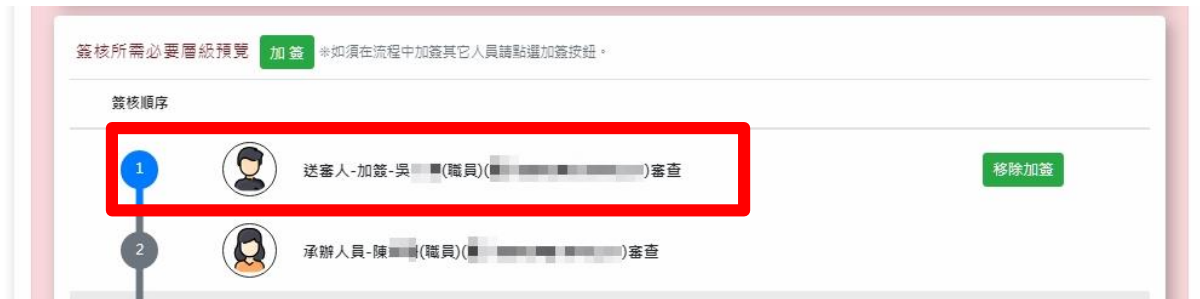 簽核所需必要層級預覽 加簽 ※如須在流程中加簽其它人員請點選加簽按鈕。
簽核順序
1 送審人-加簽-吳 (職員)( )審查 移除加簽
2 承辦人員-陳 (職員)( )審查